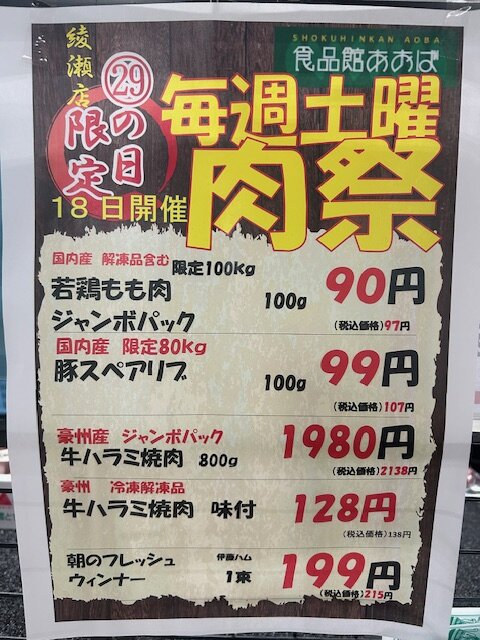 SHOKUHINKAN AOBA
食品館あおば
綾瀬店
㉙の日
限定
毎週土曜
肉祭
18日開催
国内産 解凍品含む
限定100kg
若鶏もも肉
ジャンボパック
100g
90円
(税込価格)97円
国内産 限定80kg
豚スペアリブ
100g
99円
(税込価格)107円
豪州産 ジャンボパック
牛ハラミ焼肉 800g
1980円
(税込価格)2138円
豪州 冷凍解凍品
牛ハラミ焼肉 味付
128円
(税込価格)138円
朝のフレッシュ
ウィンナー
伊藤ハム
1束
199円
(税込価格)215円